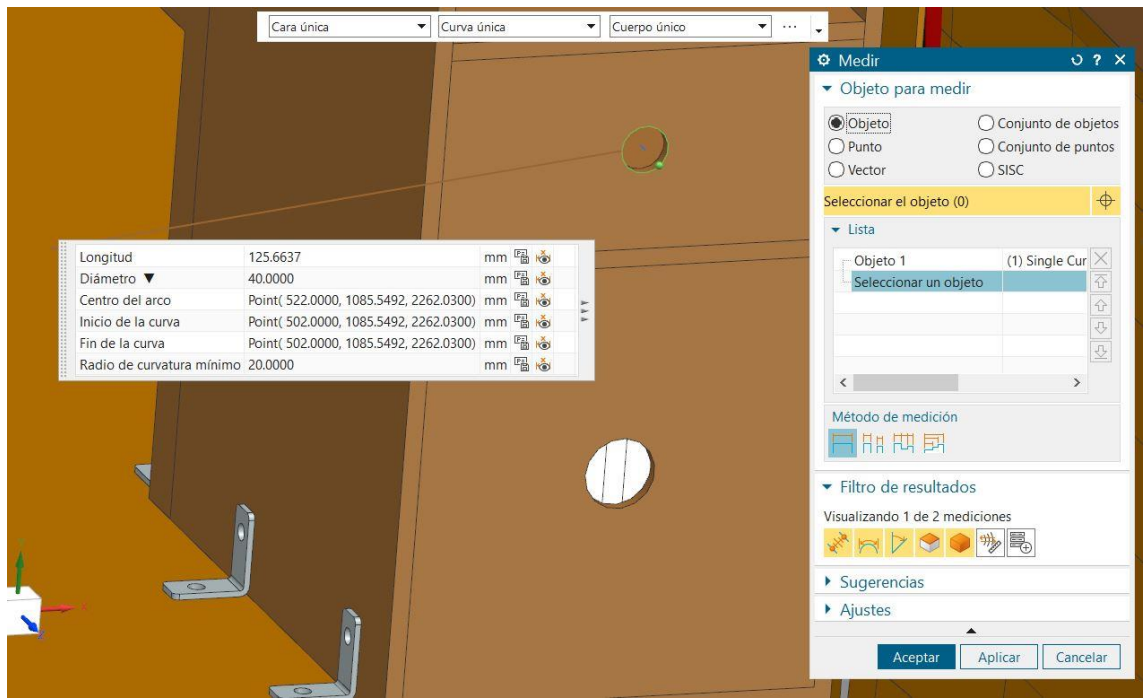 Cara única Curva única Cuerpo único ...
Medir ?
Objeto para medir
Objeto Conjunto de objetos
Punto Conjunto de puntos
Vector SISC
Seleccionar el objeto (0)
Lista
Objeto 1 (1) Single Cur
Seleccionar un objeto
Longitud 125.6637 mm
Diámetro 40.0000 mm
Centro del arco Point( 522.0000, 1085.5492, 2262.0300) mm
Inicio de la curva Point( 502.0000, 1085.5492, 2262.0300) mm
Fin de la curva Point( 502.0000, 1085.5492, 2262.0300) mm
Radio de curvatura mínimo 20.0000 mm
Método de medición
Filtro de resultados
Visualizando 1 de 2 mediciones
Sugerencias
Ajustes
Aceptar Aplicar Cancelar